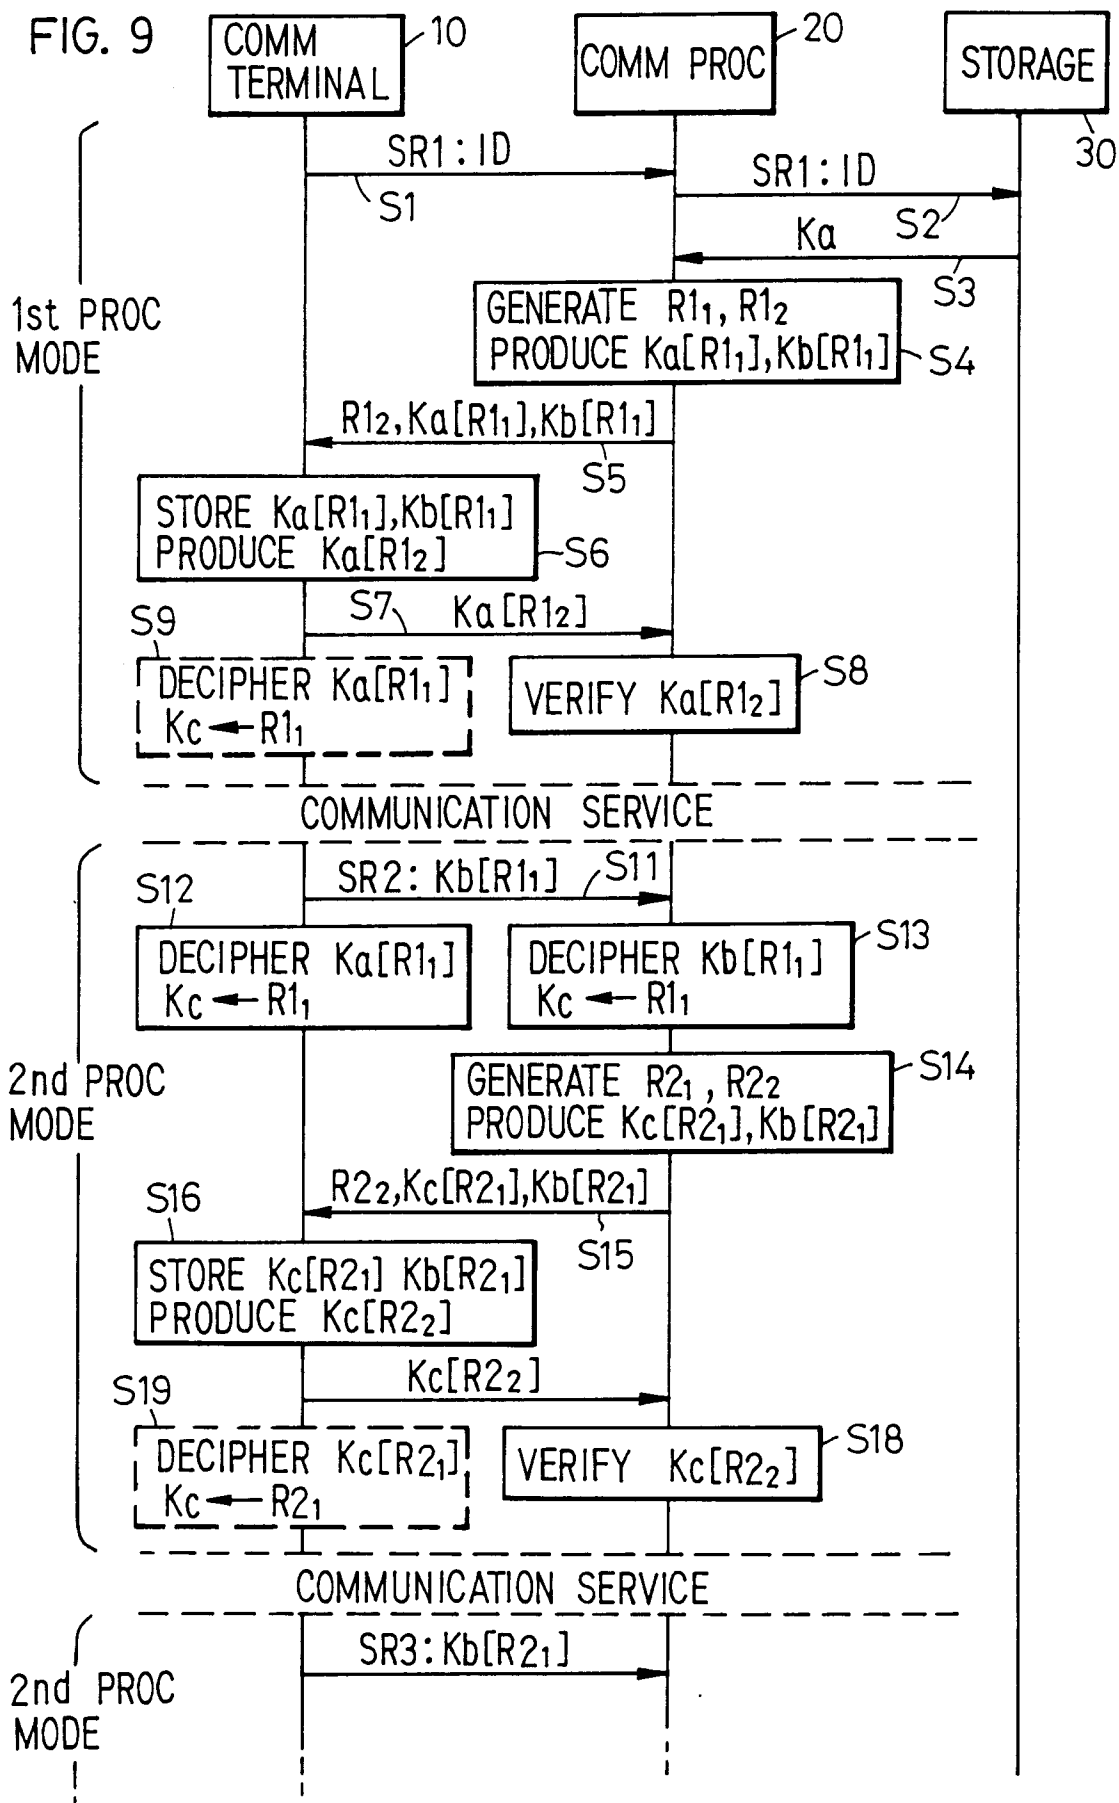 FIG. 9
COMM
TERMINAL
10
COMM PROC
20
STORAGE
30
SR1: ID
S1
SR1: ID
S2
Ka
S3
1st PROC
MODE
GENERATE R1₁, R1₂
PRODUCE Ka[R1₁], Kb[R1₁]
S4
R1₂, Ka[R1₁], Kb[R1₁]
S5
STORE Ka[R1₁], Kb[R1₁]
PRODUCE Ka[R1₂]
S6
S7
Ka[R1₂]
S9
DECIPHER Ka[R1₁]
Kc ← R1₁
VERIFY Ka[R1₂]
S8
COMMUNICATION SERVICE
SR2: Kb[R1₁]
S11
S12
DECIPHER Ka[R1₁]
Kc ← R1₁
DECIPHER Kb[R1₁]
Kc ← R1₁
S13
2nd PROC
MODE
GENERATE R2₁, R2₂
PRODUCE Kc[R2₁], Kb[R2₁]
S14
R2₂, Kc[R2₁], Kb[R2₁]
S15
S16
STORE Kc[R2₁] Kb[R2₁]
PRODUCE Kc[R2₂]
Kc[R2₂]
S19
DECIPHER Kc[R2₁]
Kc ← R2₁
VERIFY Kc[R2₂]
S18
COMMUNICATION SERVICE
SR3: Kb[R2₁]
2nd PROC
MODE